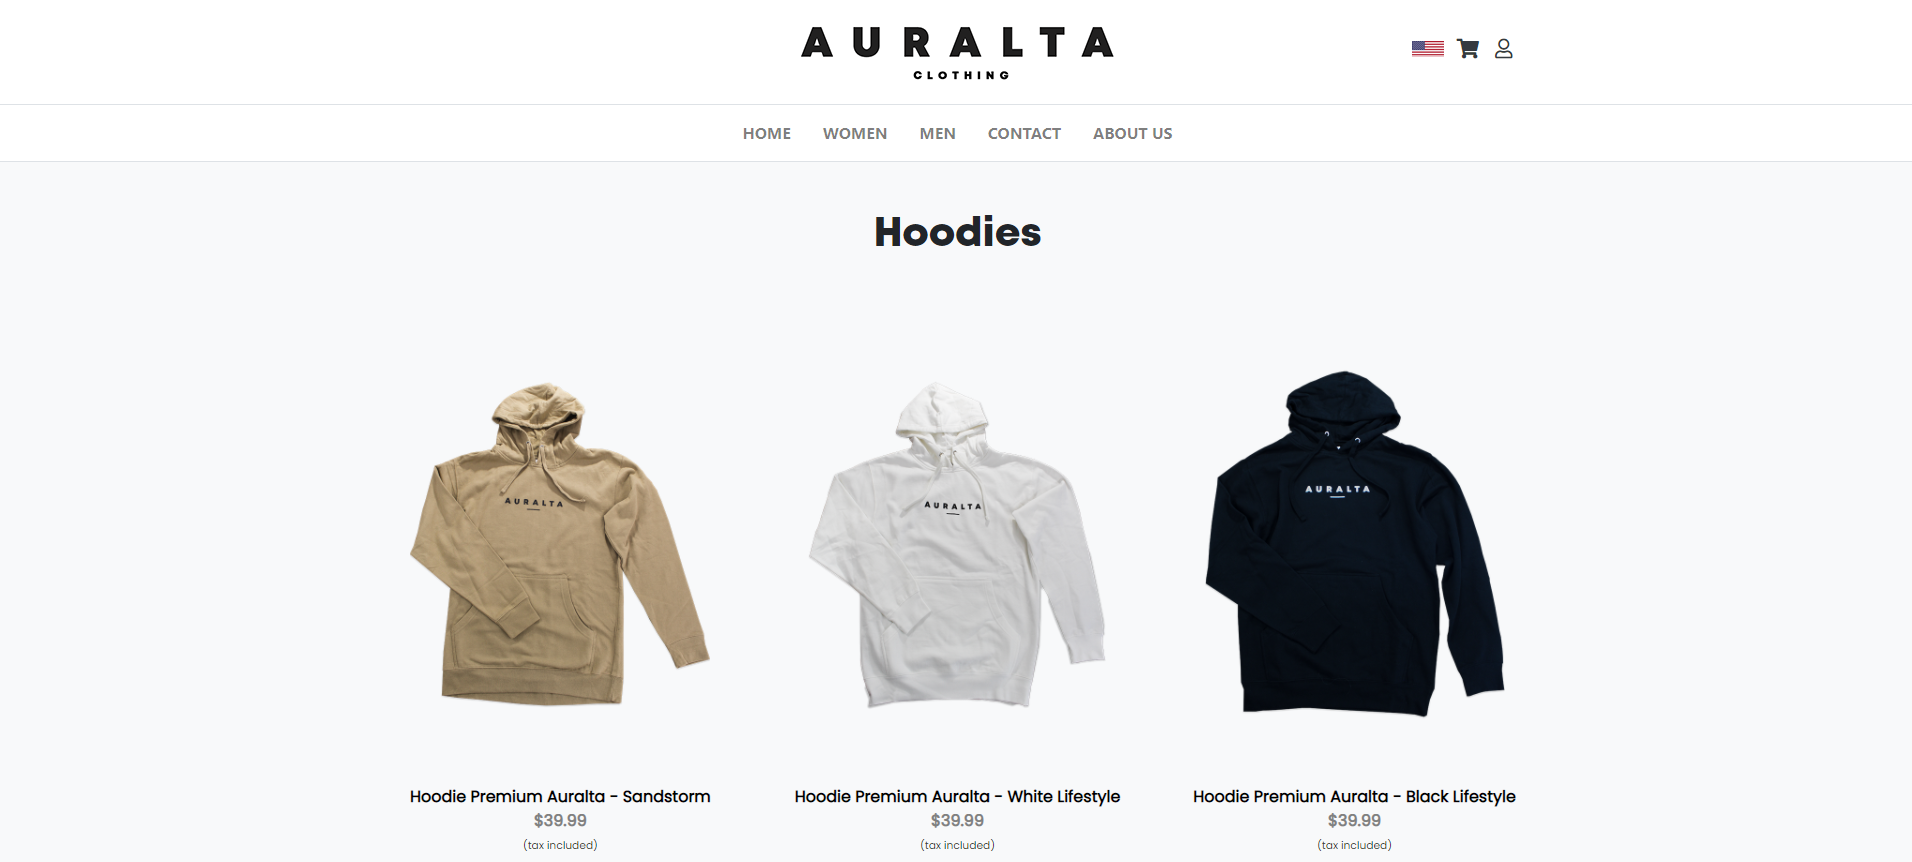 AURALTA
CLOTHING
HOME WOMEN MEN CONTACT ABOUT US
Hoodies
AURALTA
AURALTA
AURALTA
Hoodie Premium Auralta - Sandstorm
$39.99
(tax included)
Hoodie Premium Auralta - White Lifestyle
$39.99
(tax included)
Hoodie Premium Auralta - Black Lifestyle
$39.99
(tax included)